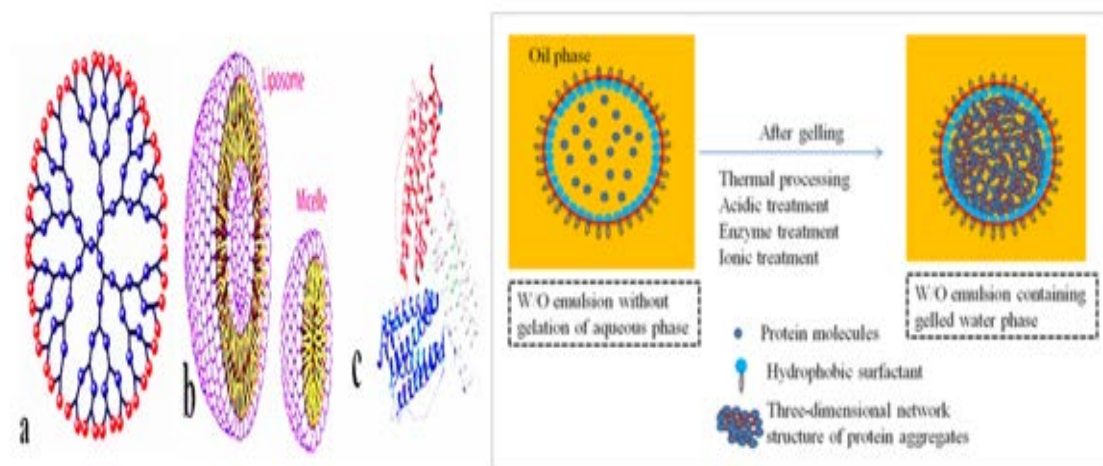 a
b
Liposome
Micelle
c
Oil phase
After gelling
Thermal processing
Acidic treatment
Enzyme treatment
Ionic treatment
W/O emulsion without
gelation of aqueous phase
W/O emulsion containing
gelled water phase
Protein molecules
Hydrophobic surfactant
Three-dimensional network
structure of protein aggregates